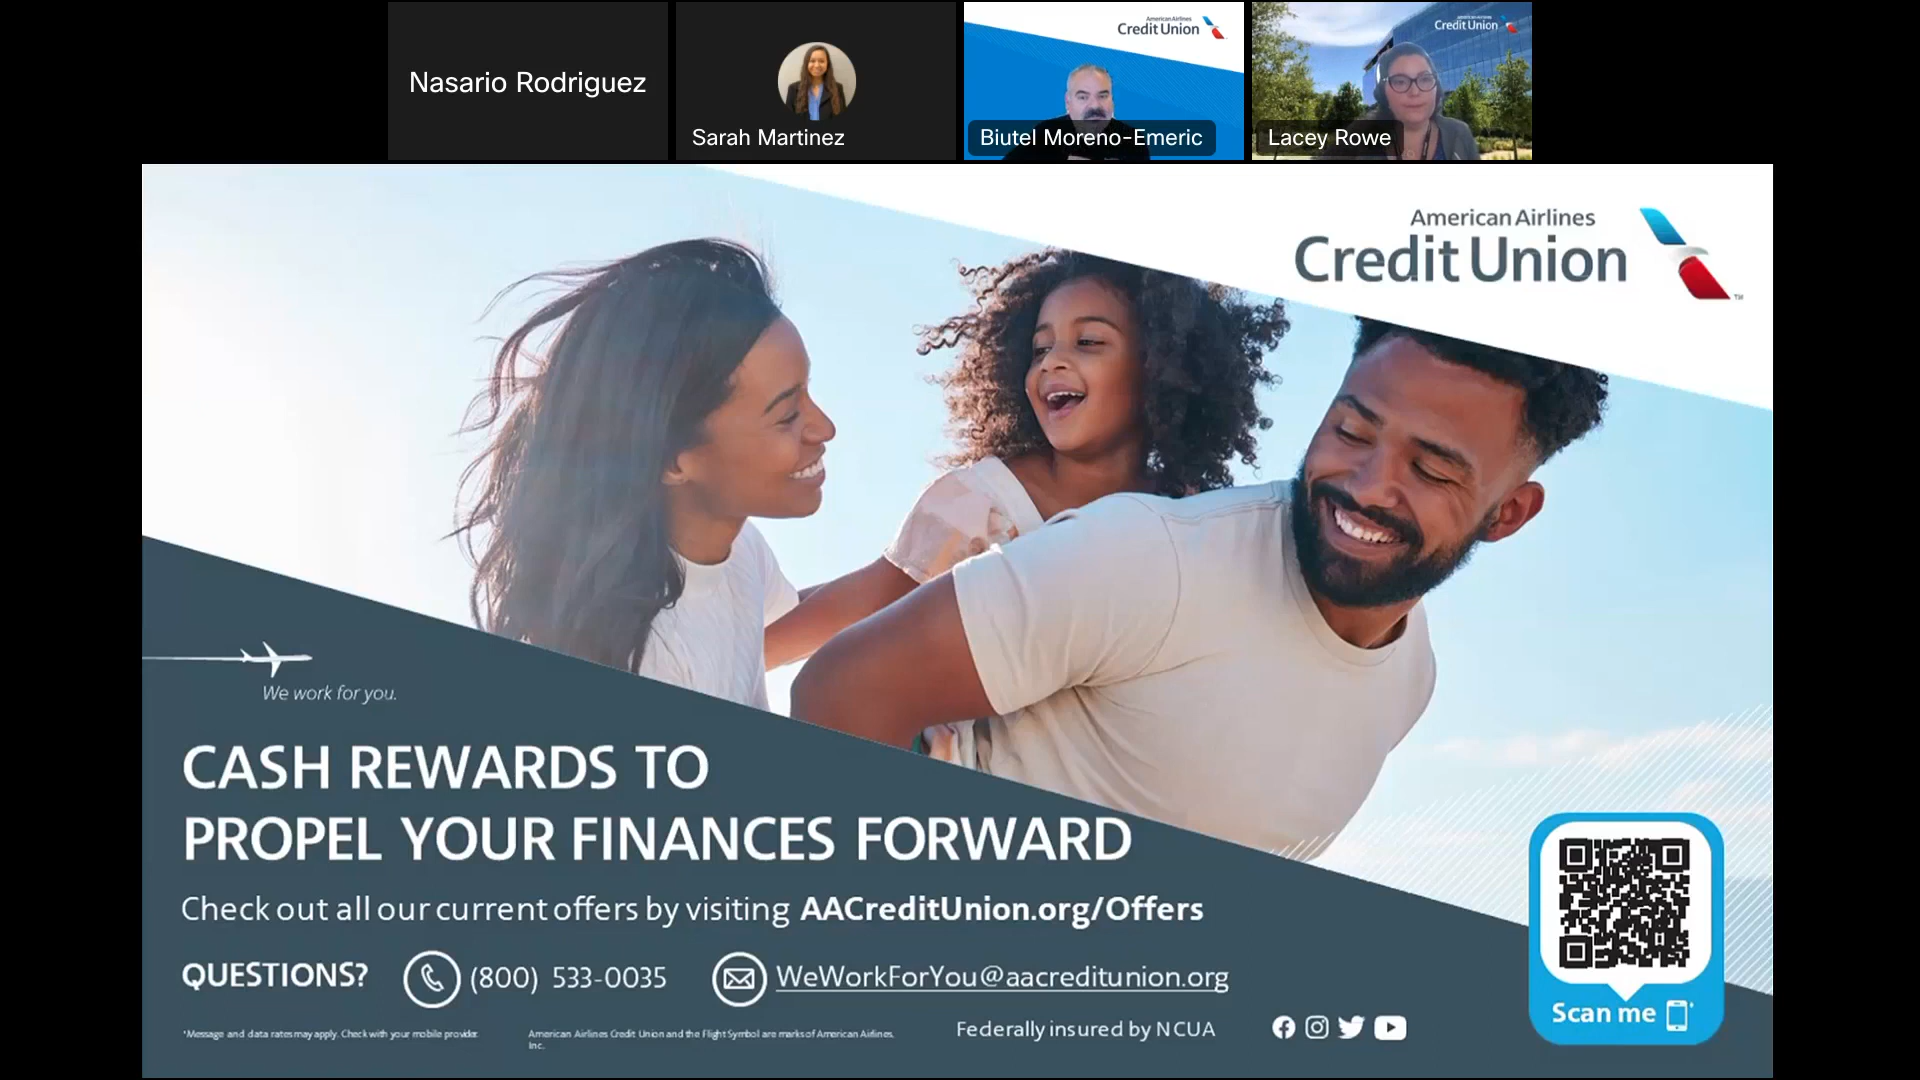 Nasario Rodriguez
Sarah Martinez
American Airlines
Credit Union
Biutel Moreno-Emeric
Credit Union
Lacey Rowe
American Airlines
Credit Union
TM
We work for you.
CASH REWARDS TO
PROPEL YOUR FINANCES FORWARD
Check out all our current offers by visiting AACreditUnion.org/Offers
QUESTIONS? (800) 533-0035 WeWorkForYou@aacreditunion.org
Scan me
*Message and data rates may apply. Check with your mobile provider.
American Airlines Credit Union and the Flight Symbol are marks of American Airlines,
Inc.
Federally insured by NCUA